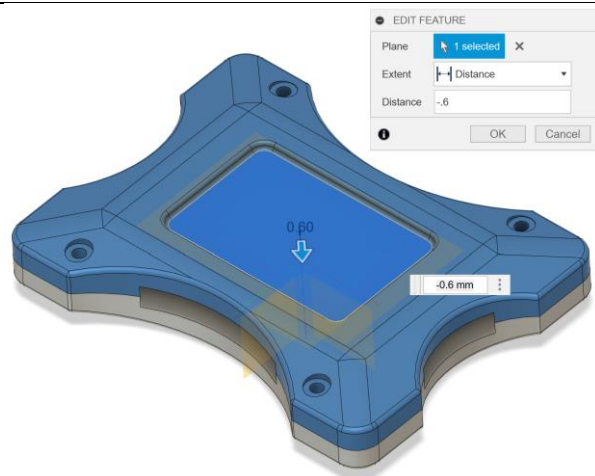 EDIT FEATURE
Plane 1 selected
Extent Distance
Distance -.6
OK Cancel
0.60
-0.6 mm